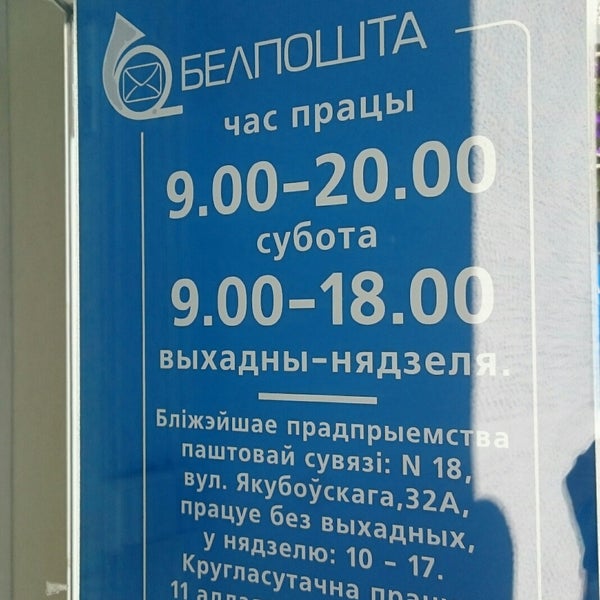 БЕЛПОШТА
час працы
9.00-20.00
субота
9.00-18.00
выхадны-нядзеля.
Бліжэйшае прадпрыемства
паштовай сувязі: N 18,
вул. Якубоўскага,32А,
працуе без выхадных,
у нядзелю: 10 - 17.
Кругласутачна
11